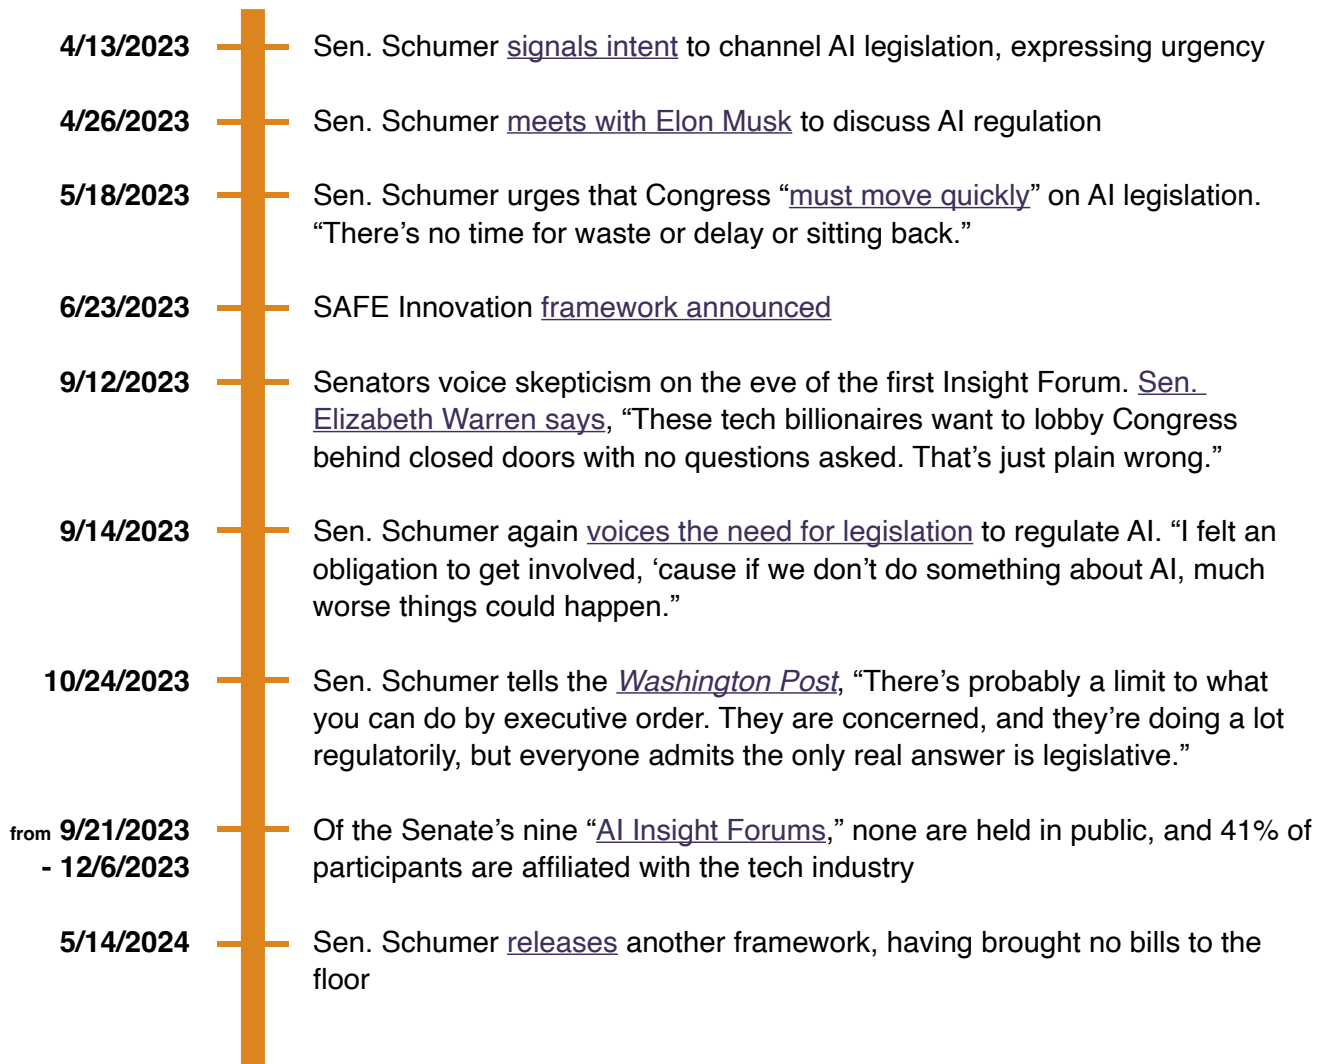 4/13/2023 Sen. Schumer signals intent to channel AI legislation, expressing urgency
4/26/2023 Sen. Schumer meets with Elon Musk to discuss AI regulation
5/18/2023 Sen. Schumer urges that Congress “must move quickly” on AI legislation.
“There’s no time for waste or delay or sitting back.”
6/23/2023 SAFE Innovation framework announced
9/12/2023 Senators voice skepticism on the eve of the first Insight Forum. Sen.
Elizabeth Warren says, “These tech billionaires want to lobby Congress
behind closed doors with no questions asked. That’s just plain wrong.”
9/14/2023 Sen. Schumer again voices the need for legislation to regulate AI. “I felt an
obligation to get involved, ‘cause if we don’t do something about AI, much
worse things could happen.”
10/24/2023 Sen. Schumer tells the Washington Post, “There’s probably a limit to what
you can do by executive order. They are concerned, and they’re doing a lot
regulatorily, but everyone admits the only real answer is legislative.”
from 9/21/2023 Of the Senate’s nine “AI Insight Forums,” none are held in public, and 41% of
- 12/6/2023 participants are affiliated with the tech industry
5/14/2024 Sen. Schumer releases another framework, having brought no bills to the
floor